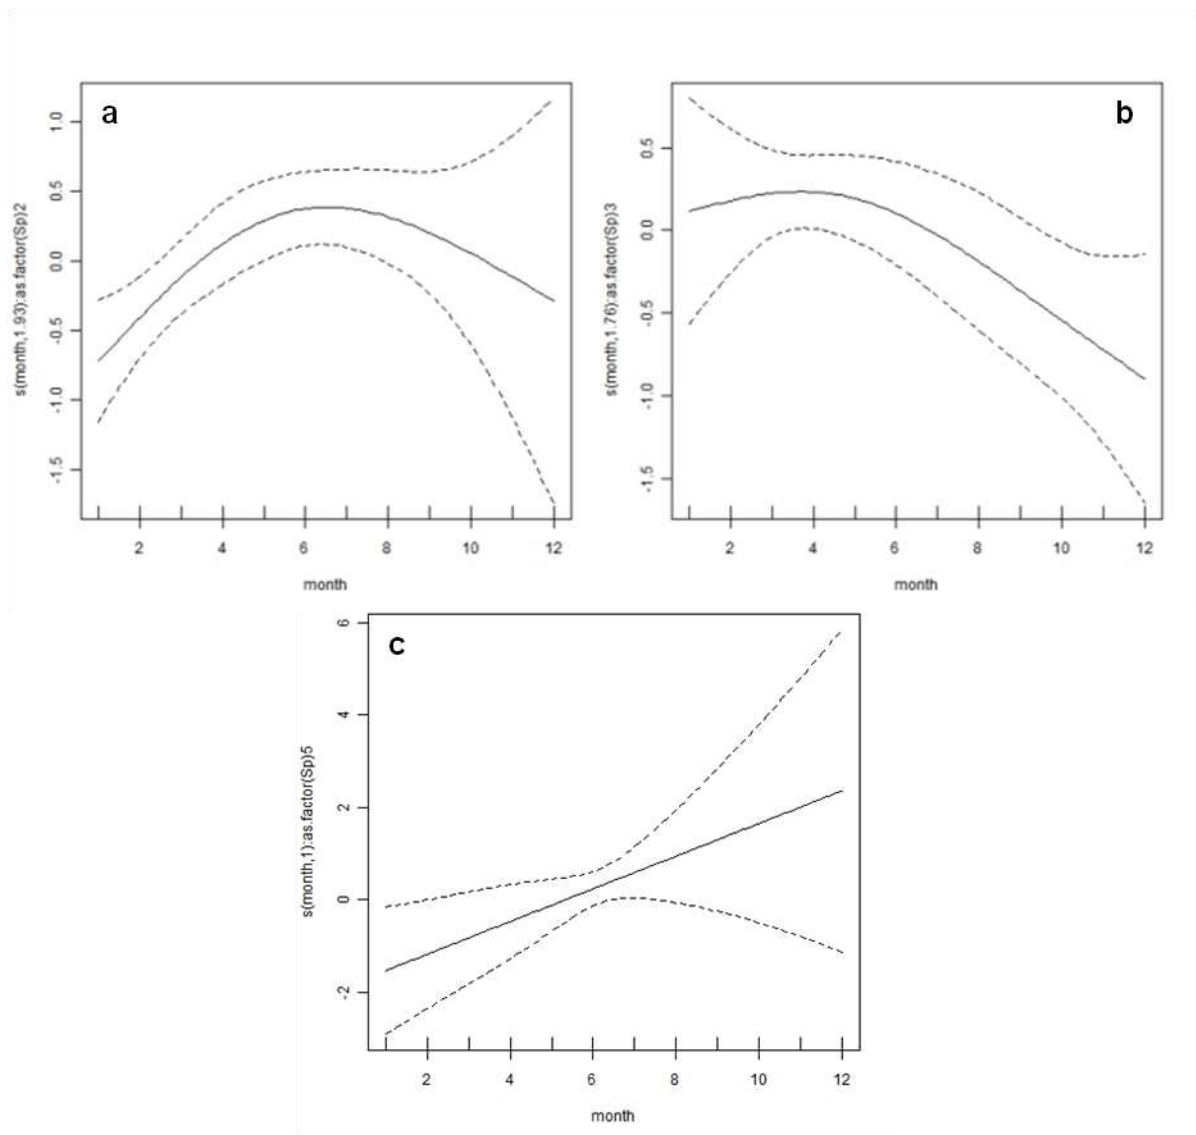 a
s(month,1.93):as.factor(Sp)2
1.0
0.5
0.0
-0.5
-1.0
-1.5
2 4 6 8 10 12
month
b
s(month,1.76):as.factor(Sp)3
0.5
0.0
-0.5
-1.0
-1.5
2 4 6 8 10 12
month
c
s(month,1):as.factor(Sp)5
6
4
2
0
-2
2 4 6 8 10 12
month